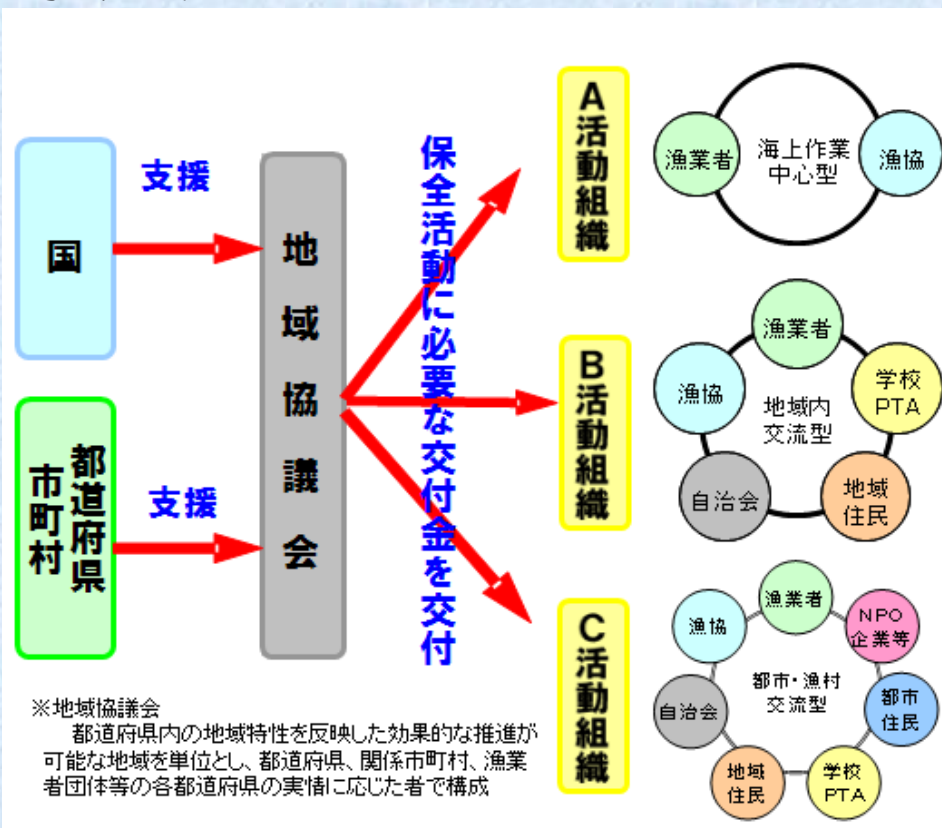 国
支援
都道府県
市町村
支援
地域協議会
保全活動に必要な交付金を交付
A活動組織
漁業者
海上作業
中心型
漁協
B活動組織
漁業者
漁協
学校
PTA
地域内
交流型
自治会
地域
住民
C活動組織
漁業者
漁協
NPO
企業等
都市・漁村
交流型
自治会
都市
住民
地域
住民
学校
PTA
※地域協議会
都道府県内の地域特性を反映した効果的な推進が
可能な地域を単位とし、都道府県、関係市町村、漁業
者団体等の各都道府県の実情に応じた者で構成